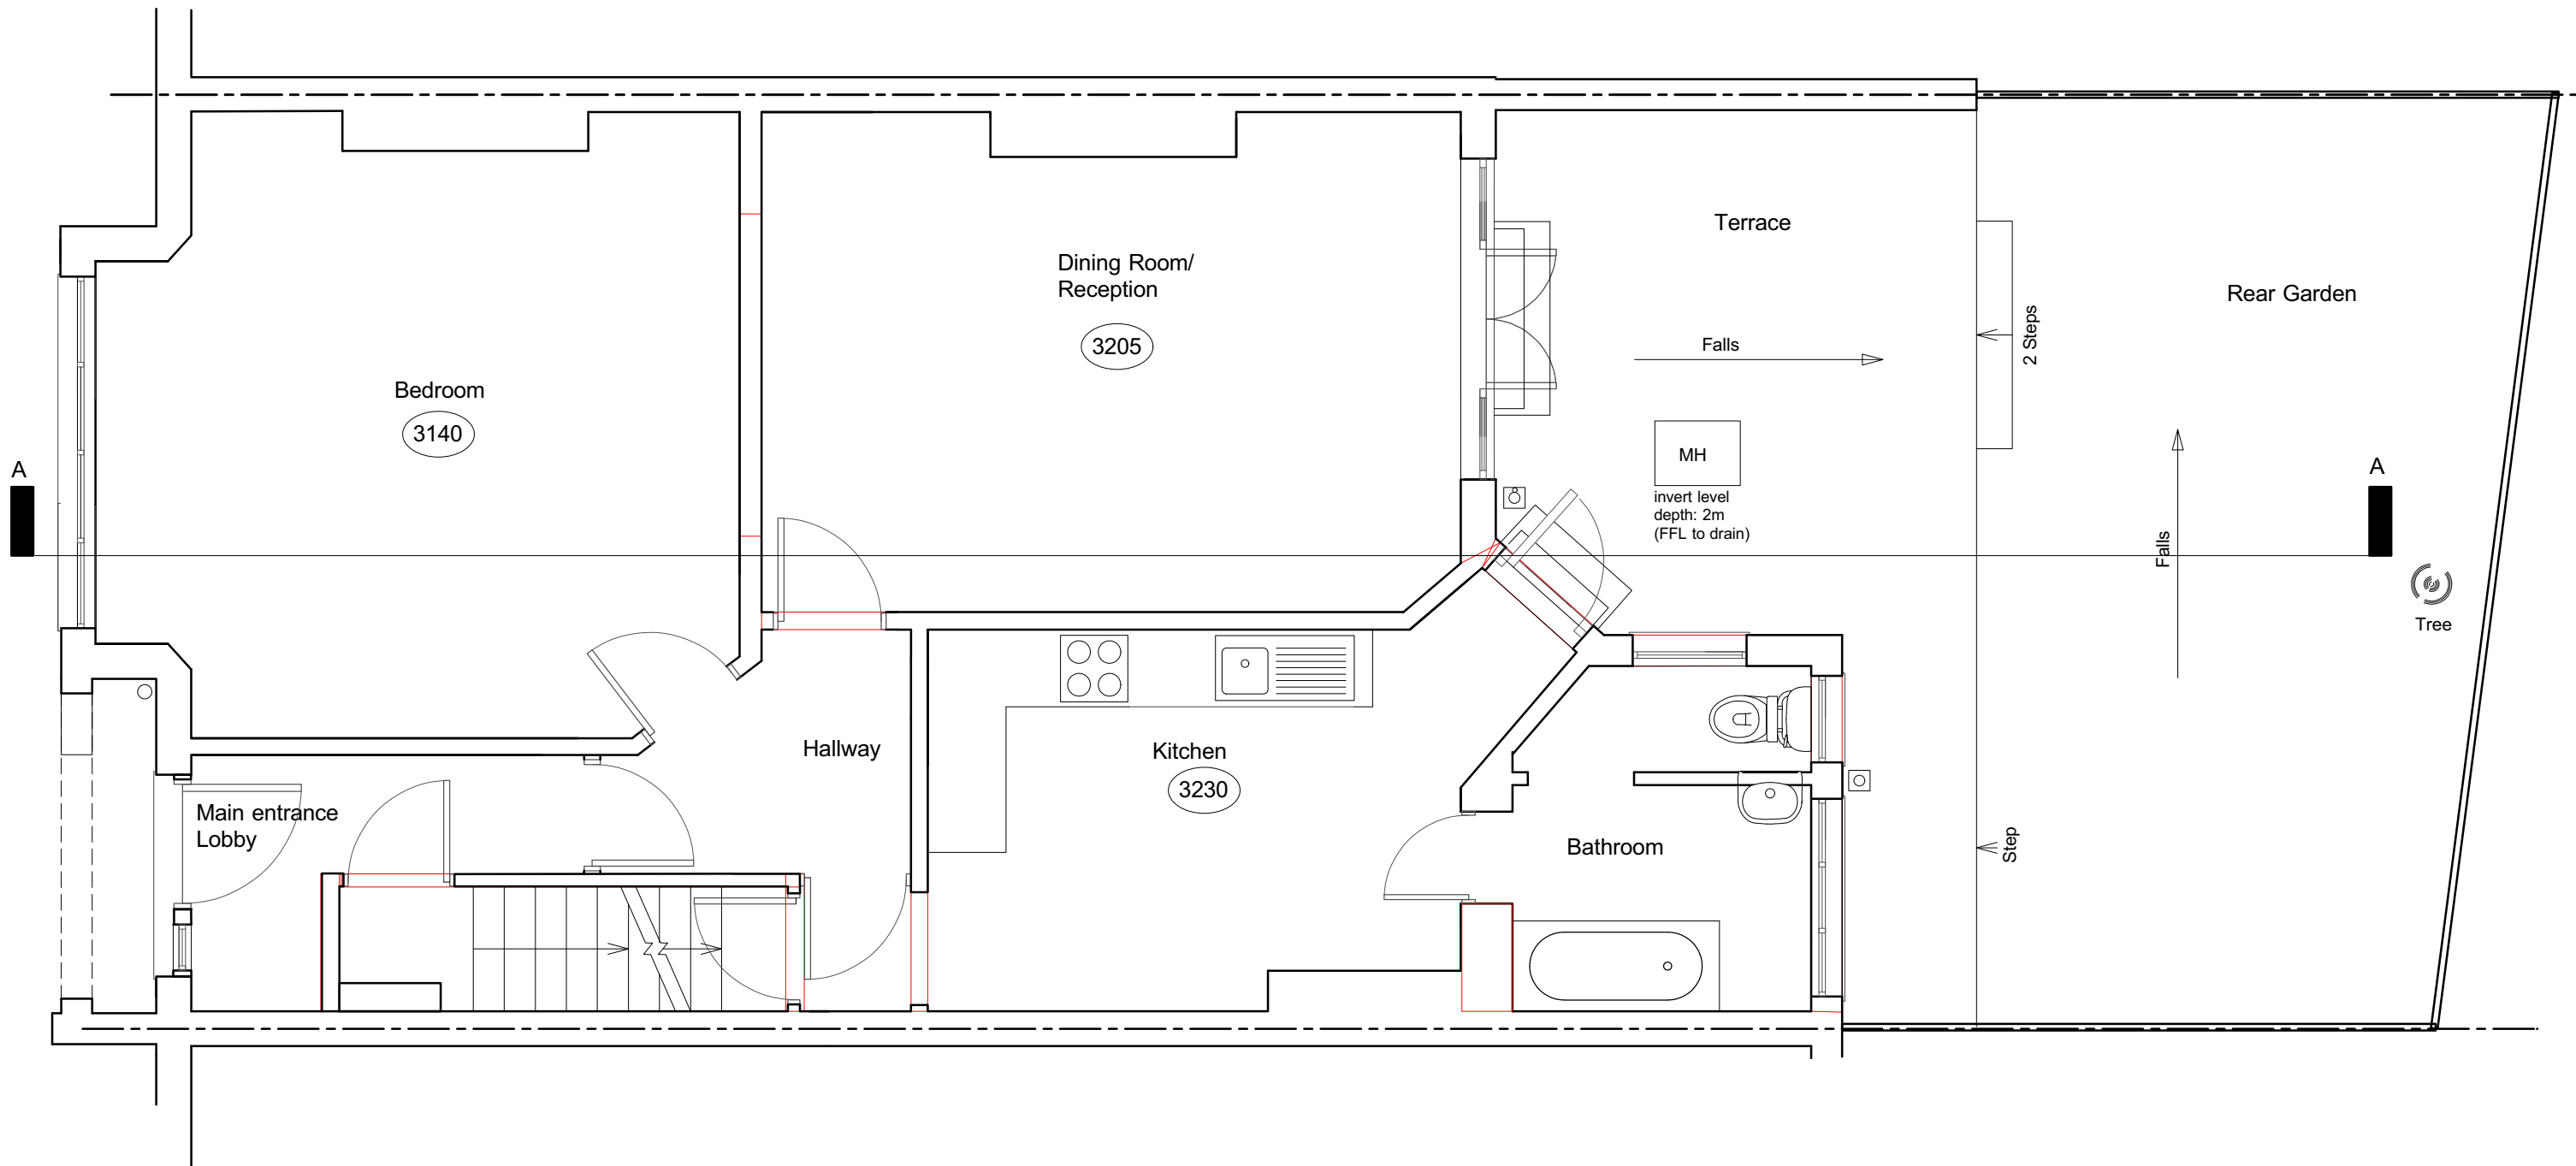 Terrace
Dining Room/
Reception
3205
Rear Garden
2 Steps
Falls
Bedroom
3140
MH
invert level
depth: 2m
(FFL to drain)
A
A
Falls
Tree
Hallway
Kitchen
3230
Main entrance
Lobby
Bathroom
Step